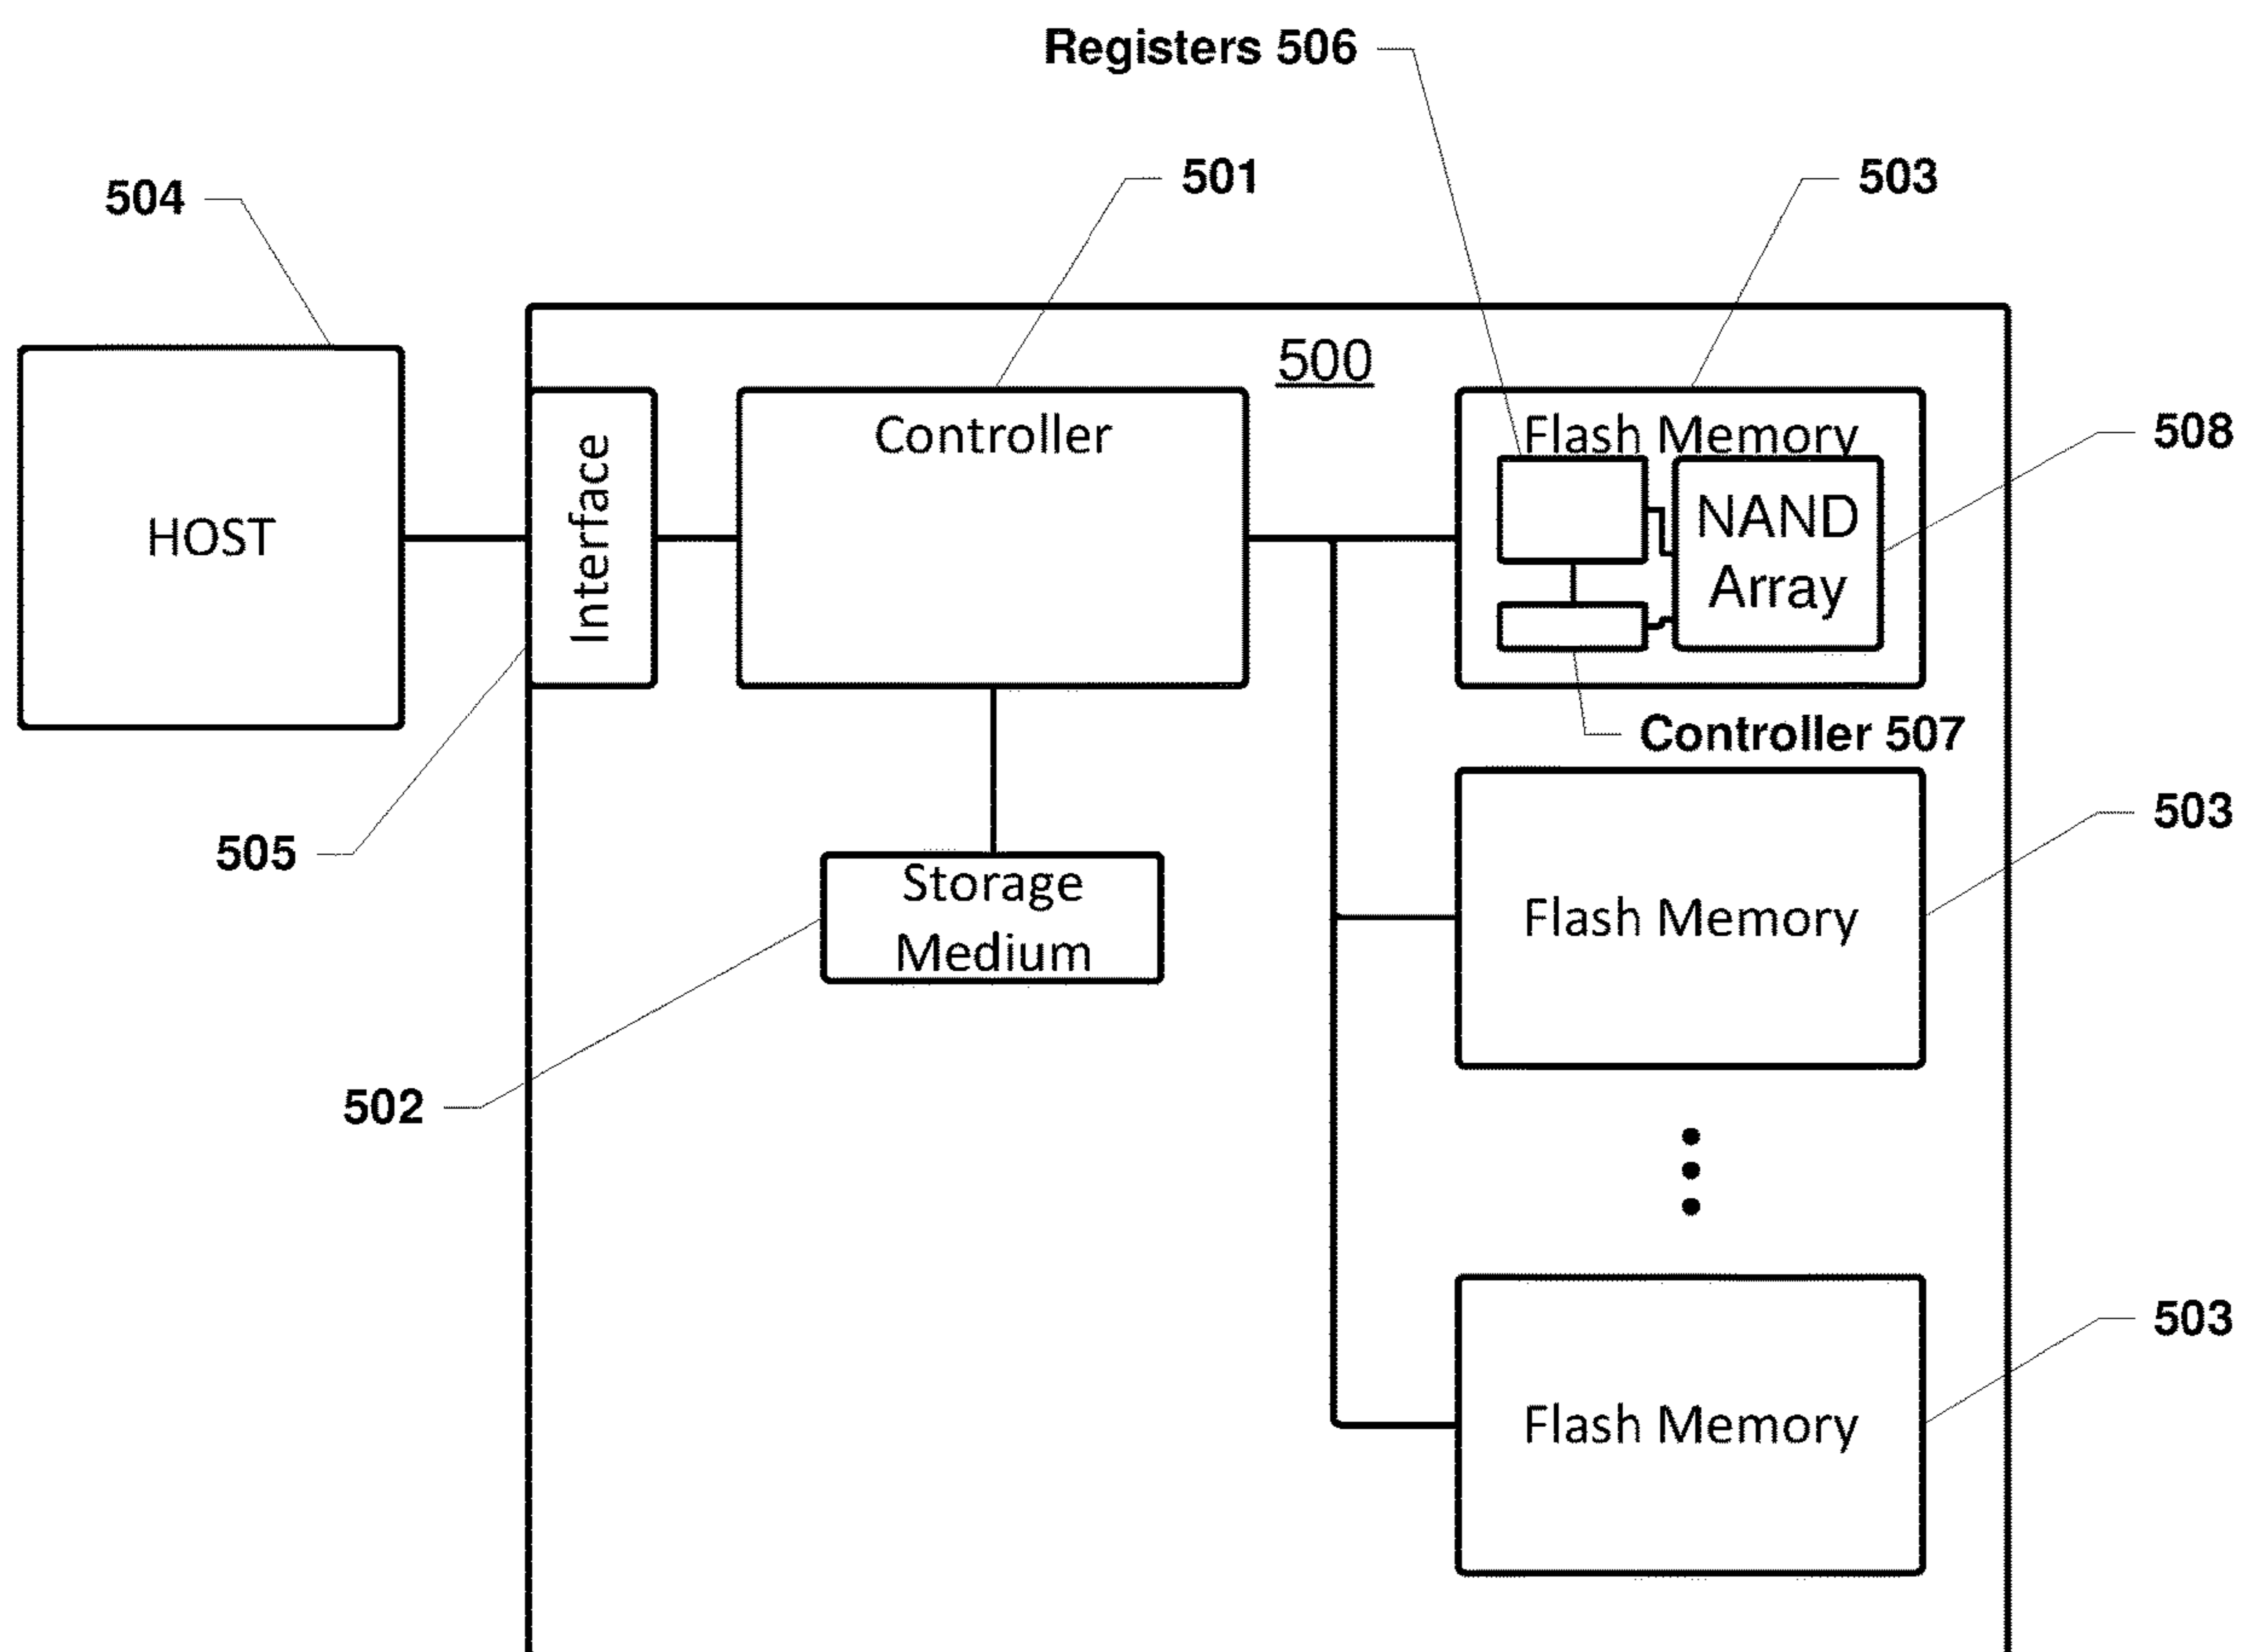 Registers 506
501
503
504
500
Controller
Flash Memory
508
Interface
NAND
Array
HOST
Controller 507
503
505
Storage
Medium
Flash Memory
502
503
Flash Memory